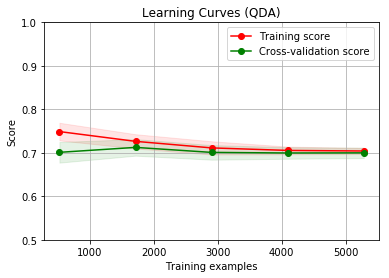 Learning Curves (QDA)
Training score
Cross-validation score
Score
1.0
0.9
0.8
0.7
0.6
0.5
1000 2000 3000 4000 5000
Training examples